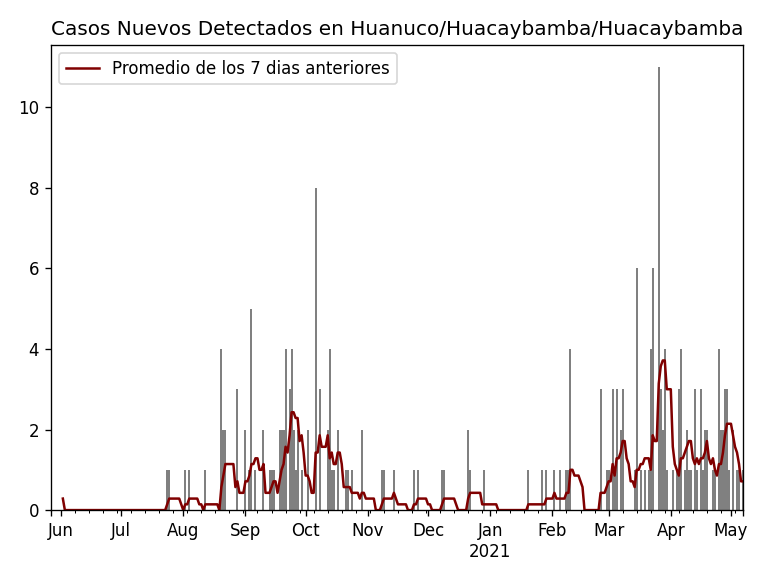 Casos Nuevos Detectados en Huanuco/Huacaybamba/Huacaybamba
Promedio de los 7 dias anteriores
10
8
6
4
2
0
Jun Jul Aug Sep Oct Nov Dec Jan Feb Mar Apr May
2021